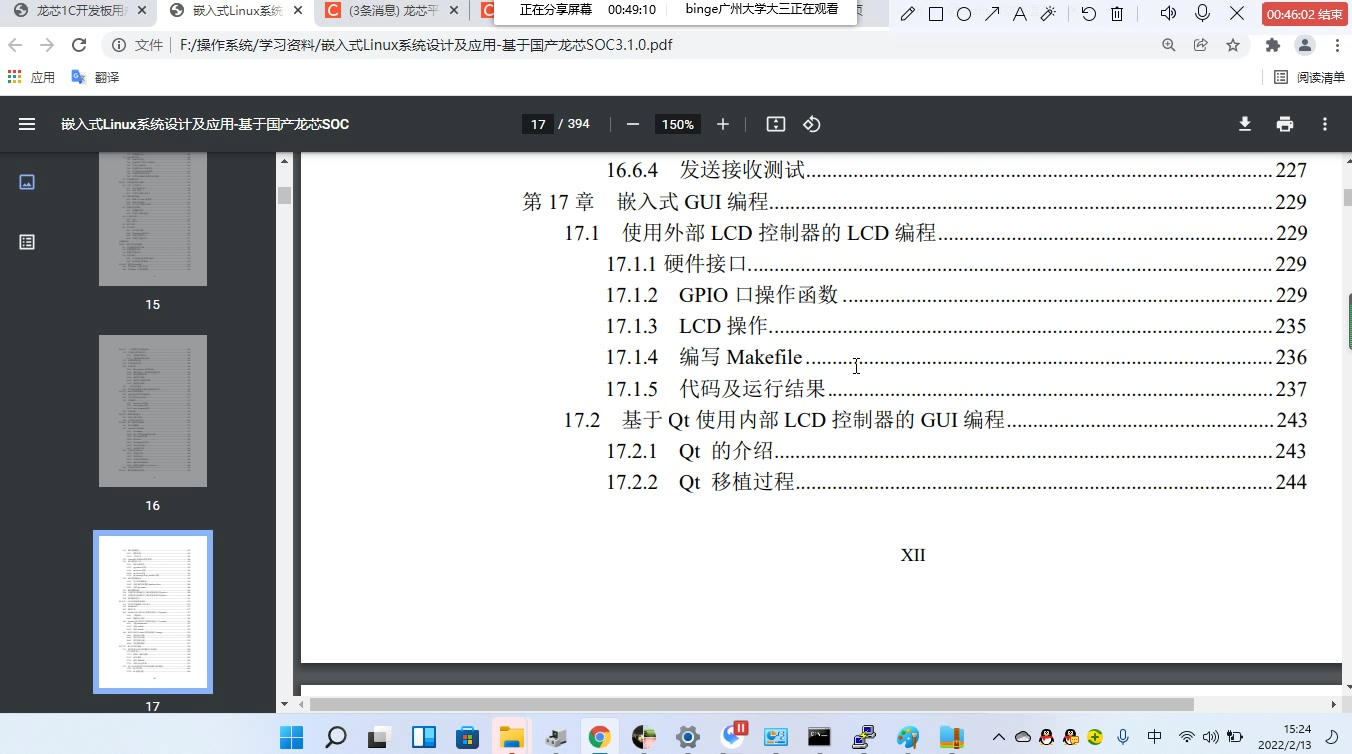 龙芯1C开发板用户
嵌入式Linux系统
(3条消息) 龙芯平
正在分享屏幕 00:49:10 binge广州大学大三正在观看
00:46:02 结束
文件 F:/操作系统/学习资料/嵌入式Linux系统设计及应用-基于国产龙芯SOC3.1.0.pdf
应用 翻译 阅读清单
嵌入式Linux系统设计及应用-基于国产龙芯SOC 17 / 394 150%
16.6.4 发送接收测试 227
第 17 章 嵌入式 GUI 编程 229
17.1 使用外部 LCD 控制器的 LCD 编程 229
17.1.1 硬件接口 229
17.1.2 GPIO 口操作函数 229
17.1.3 LCD 操作 235
17.1.4 编写 Makefile 236
17.1.5 代码及运行结果 237
17.2 基于 Qt 使用内部 LCD 控制器的 GUI 编程 243
17.2.1 Qt 的介绍 243
17.2.2 Qt 移植过程 244
XII
15
16
17
中
15:24
2022/2/13